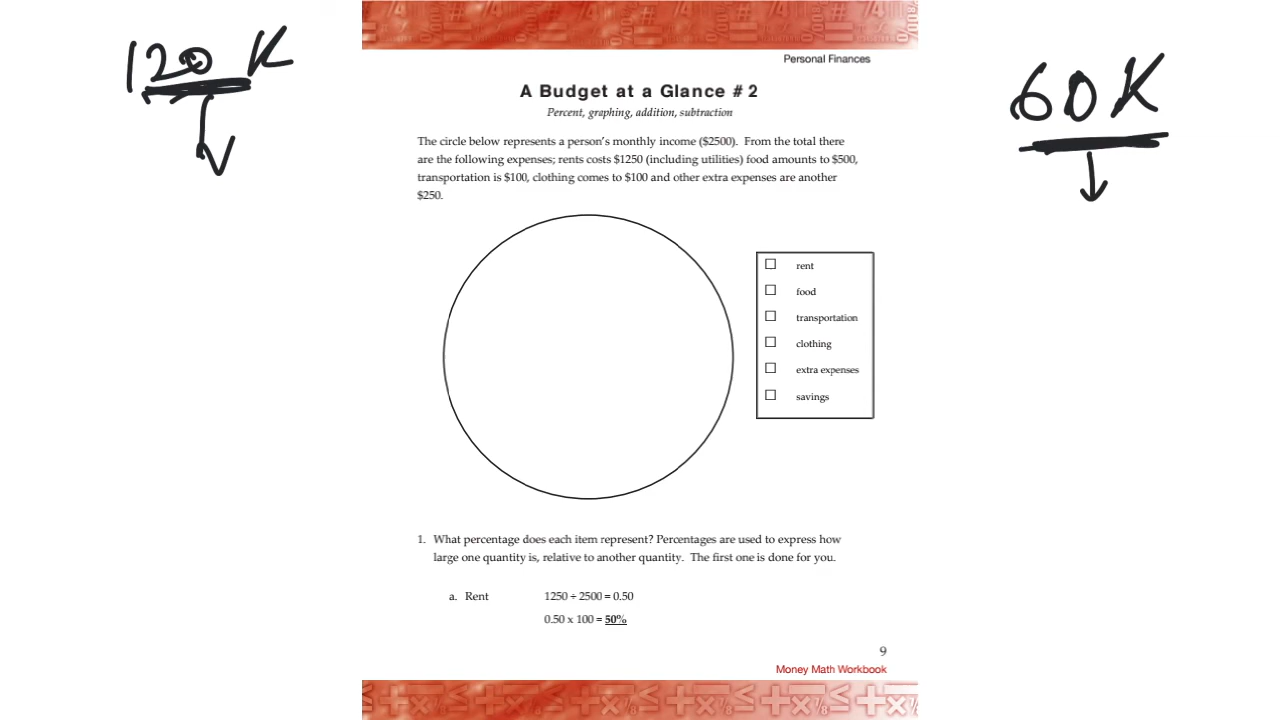 120 K
60 K
Personal Finances
A Budget at a Glance # 2
Percent, graphing, addition, subtraction
The circle below represents a person's monthly income ($2500). From the total there
are the following expenses; rents costs $1250 (including utilities) food amounts to $500,
transportation is $100, clothing comes to $100 and other extra expenses are another
$250.
rent
food
transportation
clothing
extra expenses
savings
1. What percentage does each item represent? Percentages are used to express how
large one quantity is, relative to another quantity. The first one is done for you.
a. Rent 1250 ÷ 2500 = 0.50
0.50 x 100 = 50%
9
Money Math Workbook